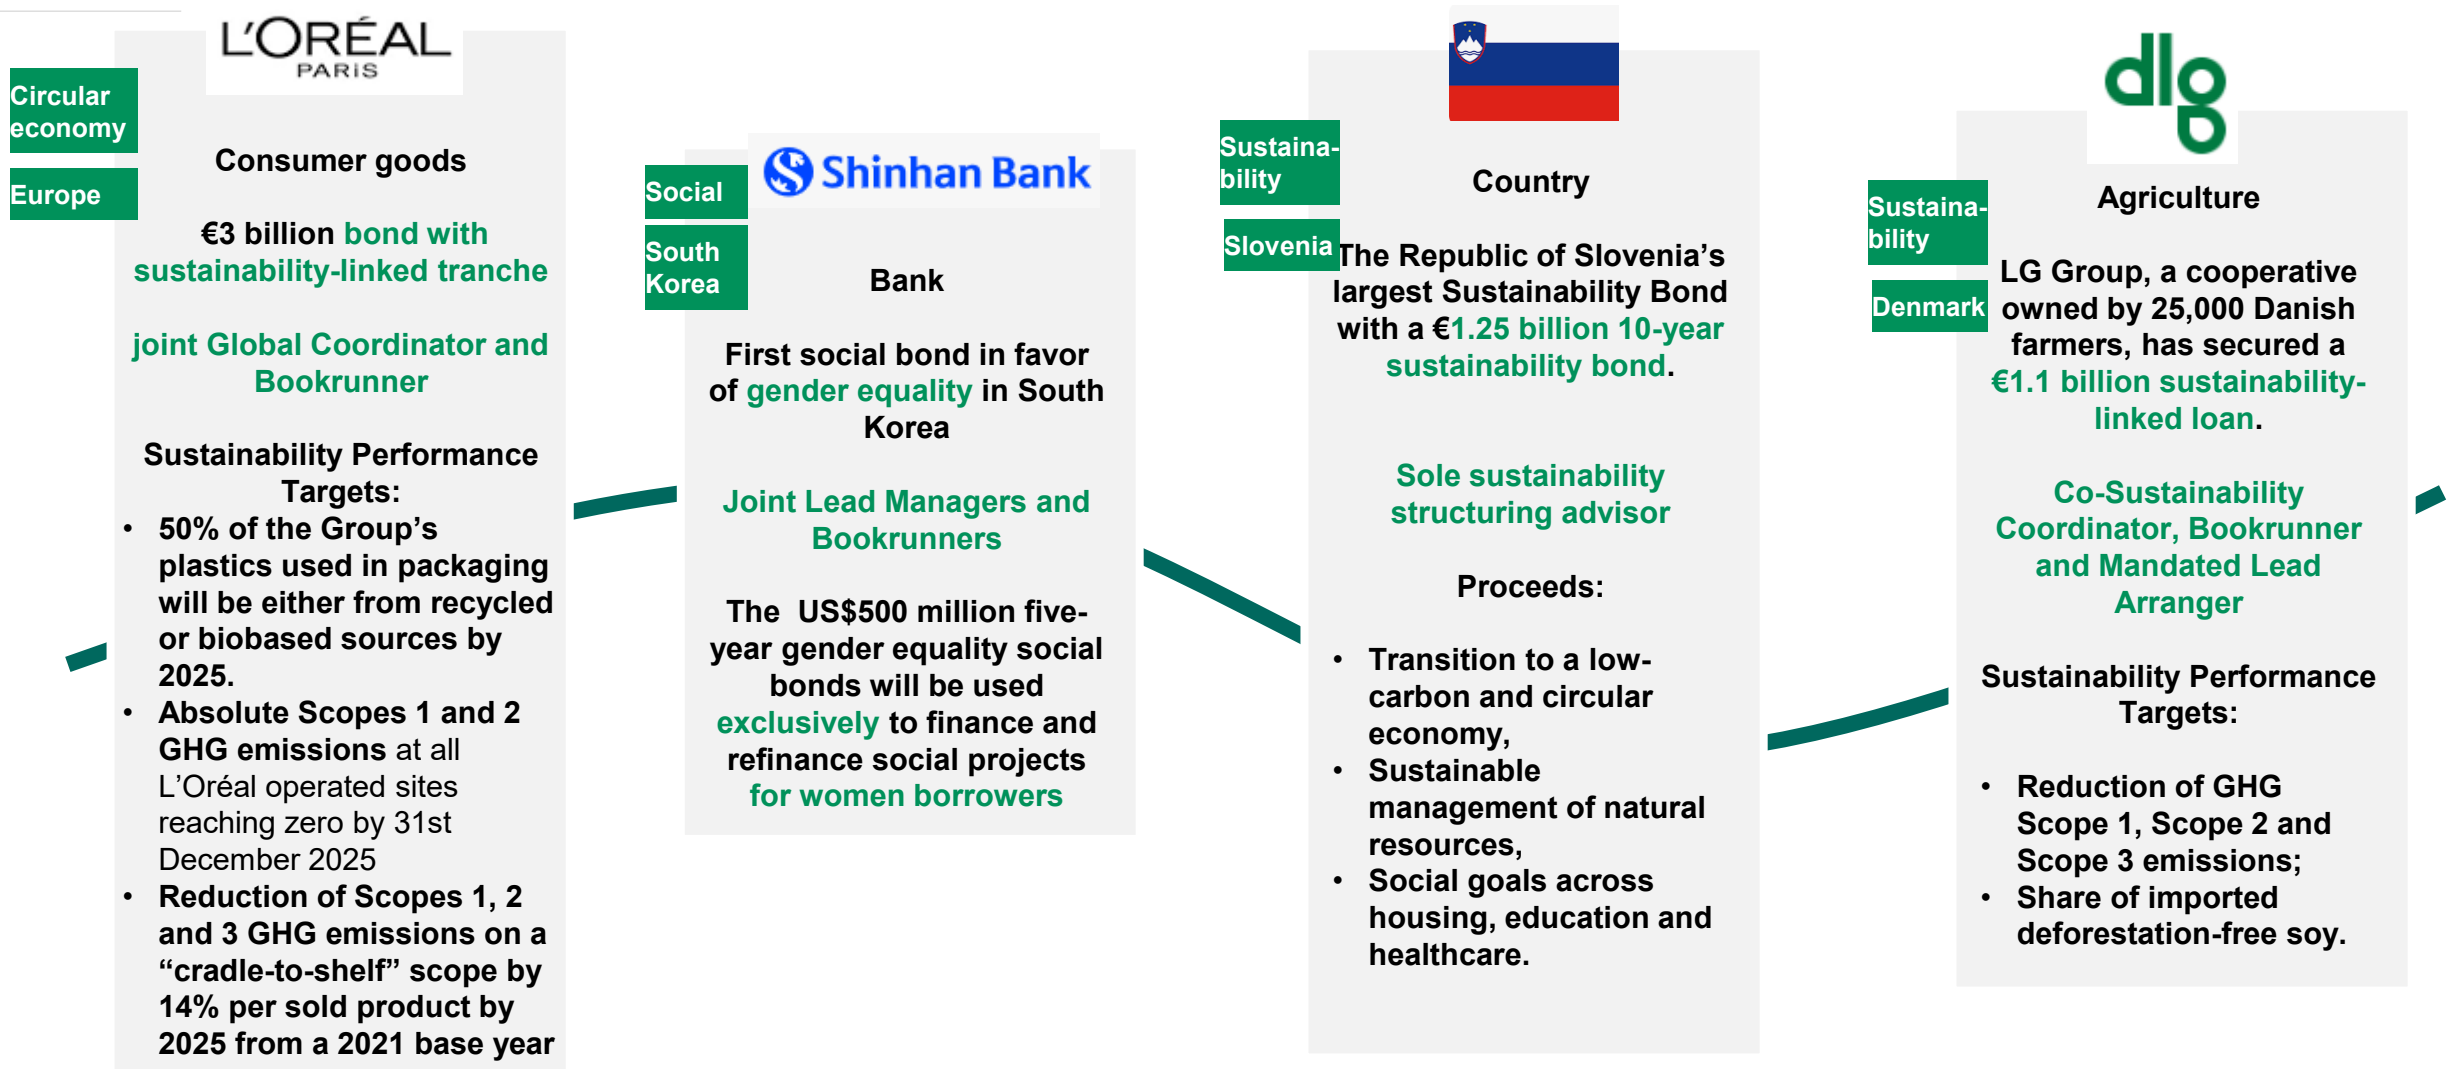 L'ORÉAL
PARIS
Circular
economy
Europe
Consumer goods
€3 billion bond with
sustainability-linked tranche
joint Global Coordinator and
Bookrunner
Sustainability Performance
Targets:
• 50% of the Group’s
plastics used in packaging
will be either from recycled
or biobased sources by
2025.
• Absolute Scopes 1 and 2
GHG emissions at all
L’Oréal operated sites
reaching zero by 31st
December 2025
• Reduction of Scopes 1, 2
and 3 GHG emissions on a
“cradle-to-shelf” scope by
14% per sold product by
2025 from a 2021 base year
Shinhan Bank
Social
South
Korea
Bank
First social bond in favor
of gender equality in South
Korea
Joint Lead Managers and
Bookrunners
The US$500 million five-
year gender equality social
bonds will be used
exclusively to finance and
refinance social projects
for women borrowers
Sustaina-
bility
Slovenia
Country
The Republic of Slovenia’s
largest Sustainability Bond
with a €1.25 billion 10-year
sustainability bond.
Sole sustainability
structuring advisor
Proceeds:
• Transition to a low-
carbon and circular
economy,
• Sustainable
management of natural
resources,
• Social goals across
housing, education and
healthcare.
dlg
Sustaina-
bility
Denmark
Agriculture
LG Group, a cooperative
owned by 25,000 Danish
farmers, has secured a
€1.1 billion sustainability-
linked loan.
Co-Sustainability
Coordinator, Bookrunner
and Mandated Lead
Arranger
Sustainability Performance
Targets:
• Reduction of GHG
Scope 1, Scope 2 and
Scope 3 emissions;
• Share of imported
deforestation-free soy.